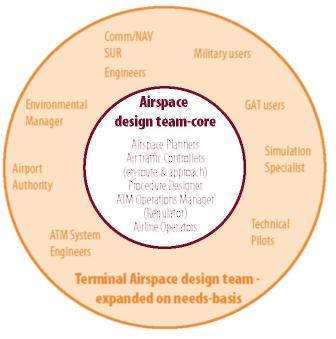 Comm/NAV
SUR
Engineers
Military users
Environmental
Manager
GAT users
Airspace
design team-core
Airspace Planners
Air traffic Controllers
(en route & approach)
Procedure Designer
ATM Operations Manager
(Regulator)
Airline Operators
Simulation
Specialist
Airport
Authority
Technical
Pilots
ATM System
Engineers
Terminal Airspace design team -
expanded on needs-basis